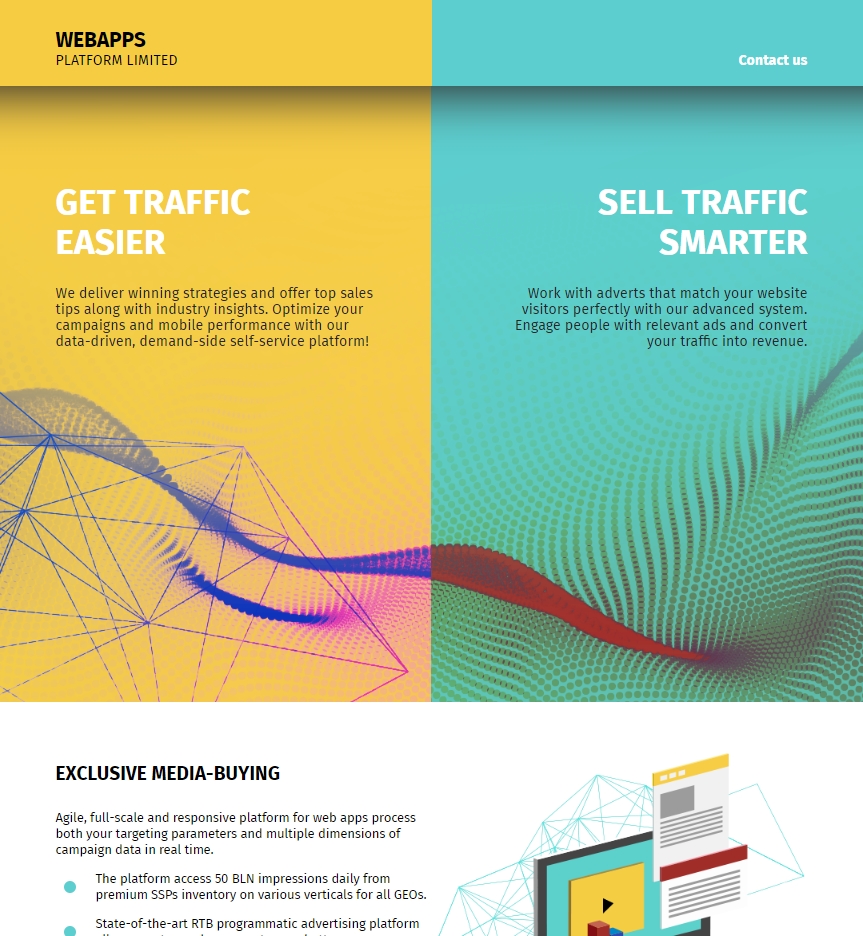 WEBAPPS
PLATFORM LIMITED
Contact us
GET TRAFFIC
EASIER
We deliver winning strategies and offer top sales
tips along with industry insights. Optimize your
campaigns and mobile performance with our
data-driven, demand-side self-service platform!
SELL TRAFFIC
SMARTER
Work with adverts that match your website
visitors perfectly with our advanced system.
Engage people with relevant ads and convert
your traffic into revenue.
EXCLUSIVE MEDIA-BUYING
Agile, full-scale and responsive platform for web apps process
both your targeting parameters and multiple dimensions of
campaign data in real time.
The platform access 50 BLN impressions daily from
premium SSPs inventory on various verticals for all GEOs.
State-of-the-art RTB programmatic advertising platform